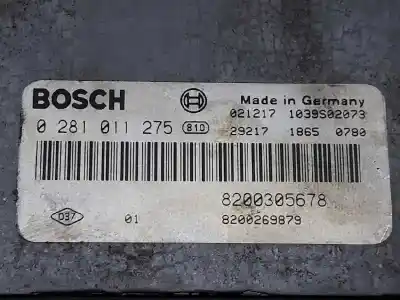 BOSCH
Made in Germany
021217 1039S02073
0 281 011 275 810
29217 1865 0780
8200305678
D37 01 8200269879